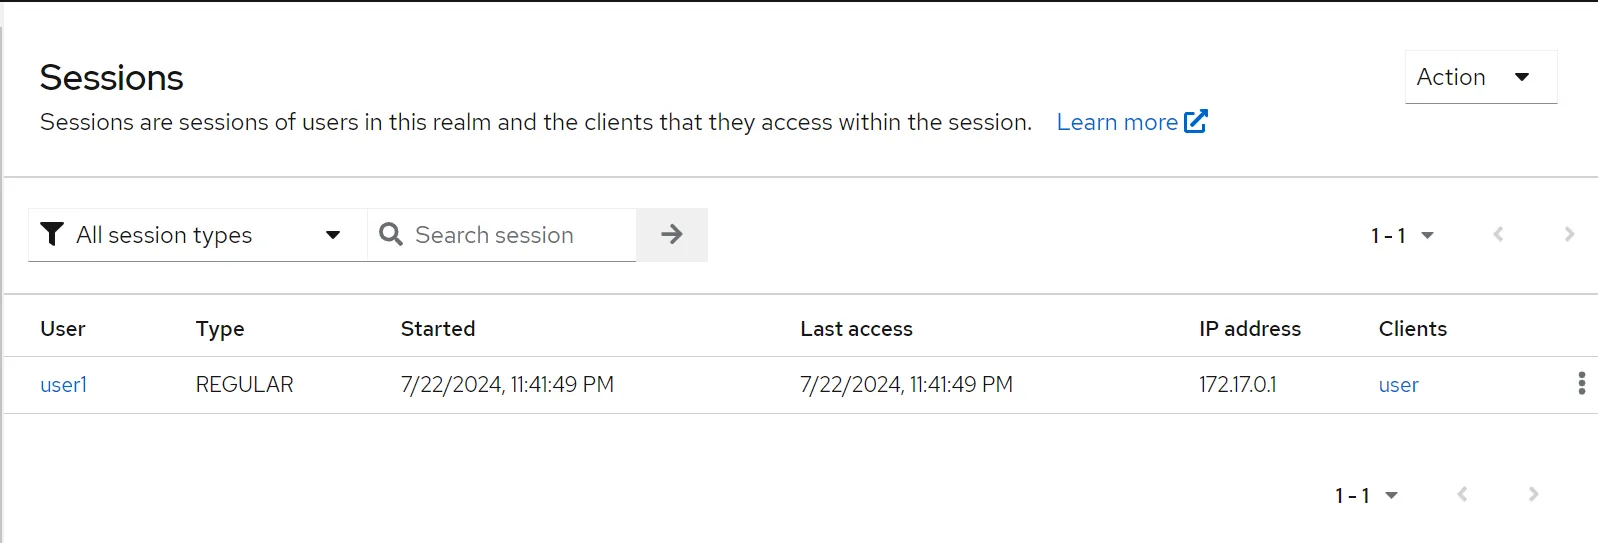 Sessions
Action
Sessions are sessions of users in this realm and the clients that they access within the session. Learn more
All session types Search session 1 - 1
User Type Started Last access IP address Clients
user1 REGULAR 7/22/2024, 11:41:49 PM 7/22/2024, 11:41:49 PM 172.17.0.1 user
1 - 1